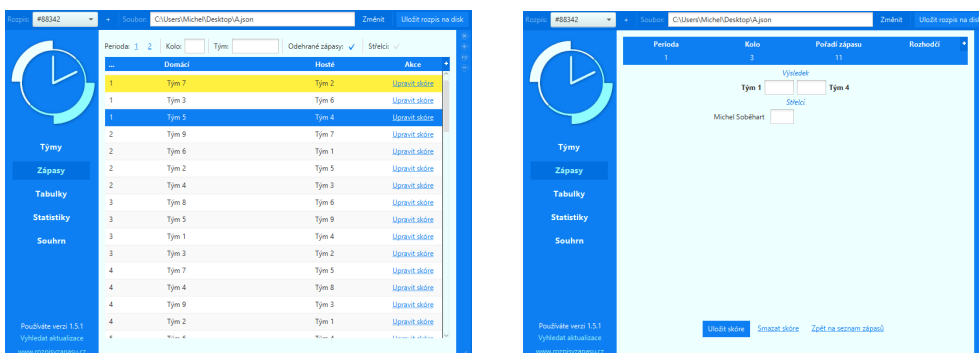 Rozpis: #88342 + Soubor: C:\Users\Michel\Desktop\A.json Změnit Uložit rozpis na disk
Perioda: 1 2 Kolo: Tým: Odehrané zápasy: ✓ Střelci: ✓
... Domácí Hosté Akce +
1 Tým 7 Tým 2 Upravit skóre
1 Tým 3 Tým 6 Upravit skóre
1 Tým 5 Tým 4 Upravit skóre
2 Tým 9 Tým 7 Upravit skóre
2 Tým 6 Tým 1 Upravit skóre
2 Tým 2 Tým 5 Upravit skóre
2 Tým 4 Tým 3 Upravit skóre
3 Tým 8 Tým 6 Upravit skóre
3 Tým 5 Tým 9 Upravit skóre
3 Tým 1 Tým 4 Upravit skóre
3 Tým 3 Tým 2 Upravit skóre
4 Tým 7 Tým 5 Upravit skóre
4 Tým 4 Tým 8 Upravit skóre
4 Tým 9 Tým 3 Upravit skóre
4 Tým 2 Tým 1 Upravit skóre
Týmy
Zápasy
Tabulky
Statistiky
Souhrn
Používáte verzi 1.5.1
Vyhledat aktualizace
www.rozpisyzapasu.cz
Rozpis: #88342 + Soubor: C:\Users\Michel\Desktop\A.json Změnit Uložit rozpis na disk
Perioda Kolo Pořadí zápasu Rozhodčí +
1 3 11
Výsledek
Tým 1 Tým 4
Střelci
Michel Soběhart
Týmy
Zápasy
Tabulky
Statistiky
Souhrn
Používáte verzi 1.5.1
Vyhledat aktualizace
www.rozpisyzapasu.cz
Uložit skóre Smazat skóre Zpět na seznam zápasů